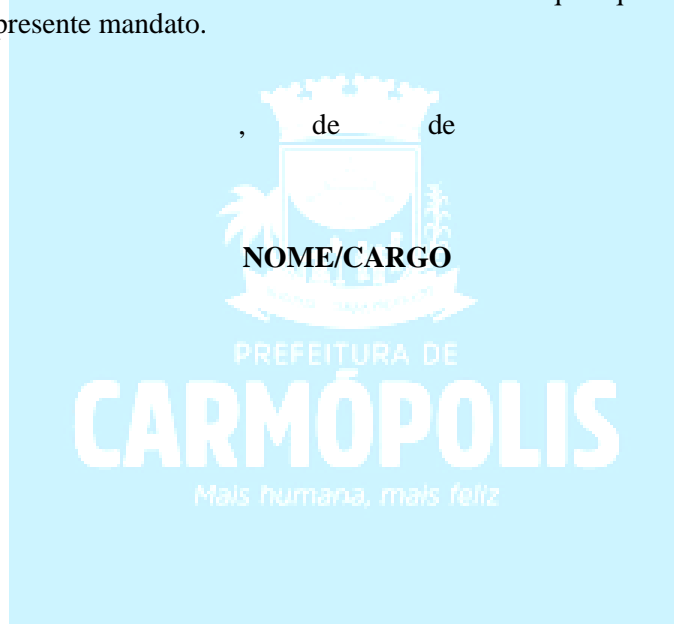 presente mandato.
, de de
NOME/CARGO
PREFEITURA DE
CARMÓPOLIS
Mais humana, mais feliz